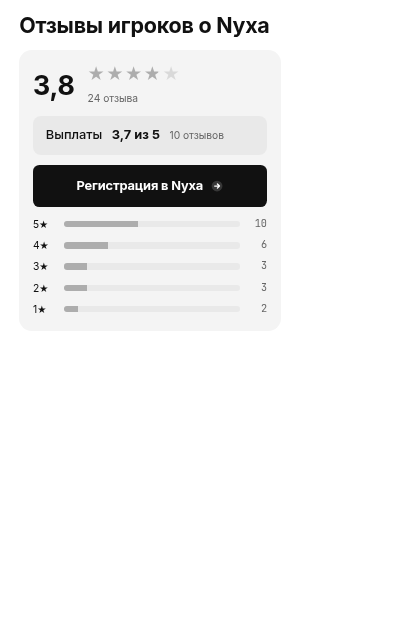 Отзывы игроков о Nyxa
3,8 ★★★★★
24 отзыва
Выплаты 3,7 из 5 10 отзывов
Регистрация в Nyxa
5★ 10
4★ 6
3★ 3
2★ 3
1★ 2